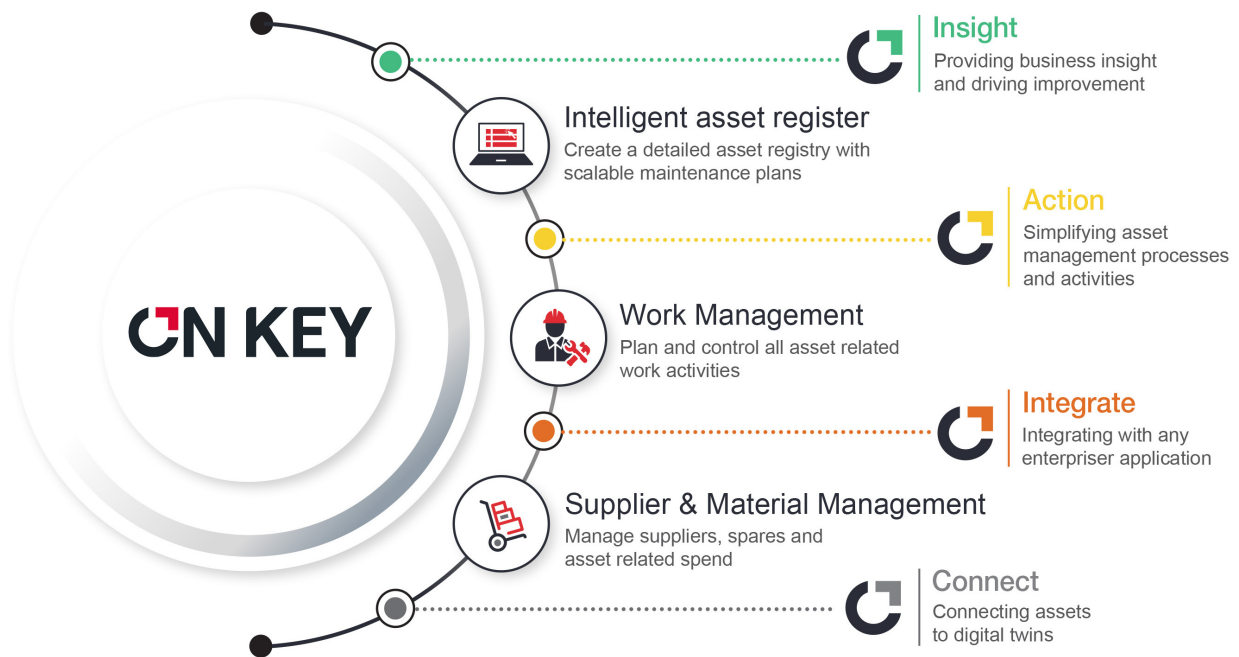 Insight
Providing business insight
and driving improvement
Intelligent asset register
Create a detailed asset registry with
scalable maintenance plans
Action
Simplifying asset
management processes
and activities
ON KEY
Work Management
Plan and control all asset related
work activities
Integrate
Integrating with any
enterpriser application
Supplier & Material Management
Manage suppliers, spares and
asset related spend
Connect
Connecting assets
to digital twins